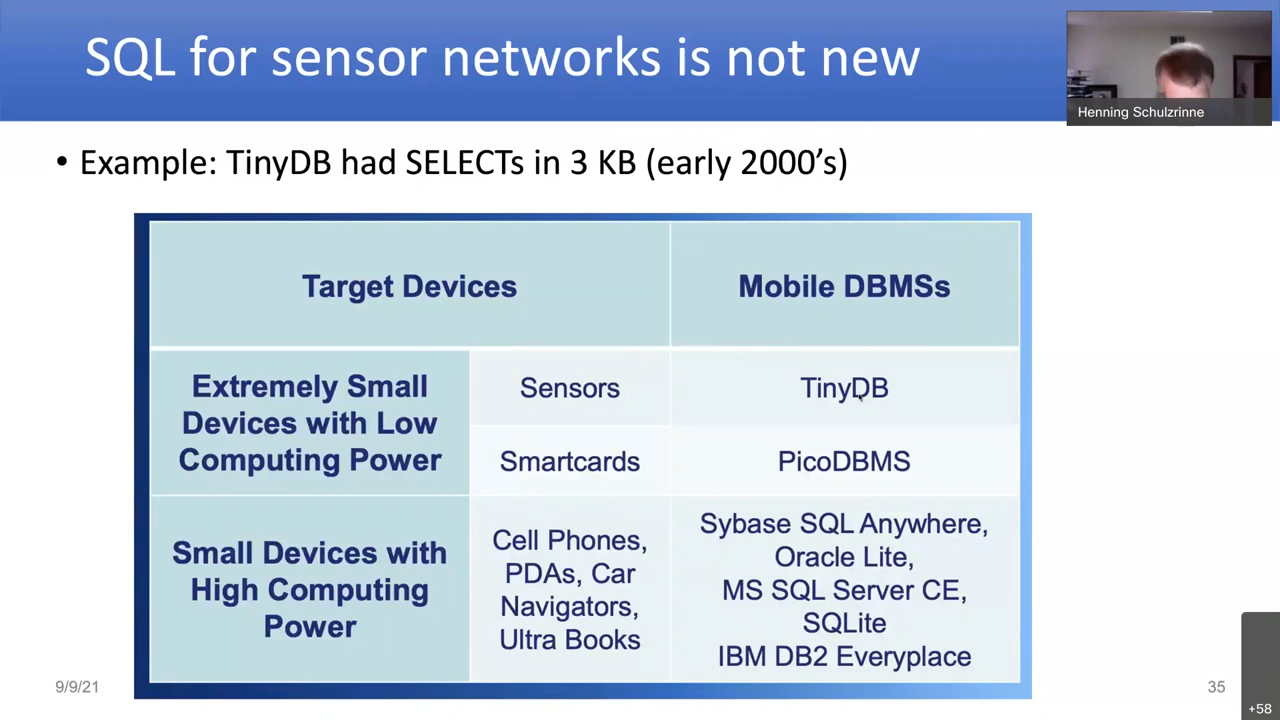 SQL for sensor networks is not new
Henning Schulzrinne
• Example: TinyDB had SELECTs in 3 KB (early 2000’s)
Target Devices
Mobile DBMSs
Extremely Small
Devices with Low
Computing Power
Sensors
TinyDB
Smartcards
PicoDBMS
Small Devices with
High Computing
Power
Cell Phones,
PDAs, Car
Navigators,
Ultra Books
Sybase SQL Anywhere,
Oracle Lite,
MS SQL Server CE,
SQLite
IBM DB2 Everyplace
9/9/21
35
+58